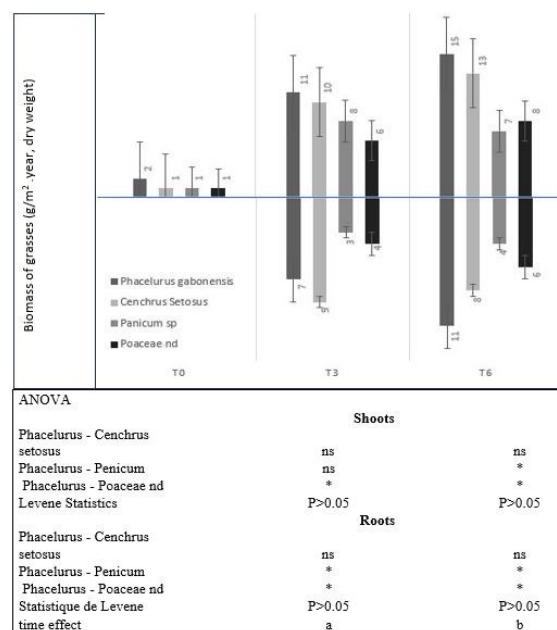 Biomass of grasses (g/m² .year, dry weight)
2
1
1
1
11
10
8
6
7
9
3
4
15
13
7
8
11
8
4
6
Phacelurus gabonensis
Cenchrus Setosus
Panicum sp
Poaceae nd
T0 T3 T6
ANOVA
Shoots
Phacelurus - Cenchrus
setosus ns ns
Phacelurus - Penicum ns *
Phacelurus - Poaceae nd * *
Levene Statistics P>0.05 P>0.05
Roots
Phacelurus - Cenchrus
setosus ns ns
Phacelurus - Penicum * *
Phacelurus - Poaceae nd * *
Statistique de Levene P>0.05 P>0.05
time effect a b